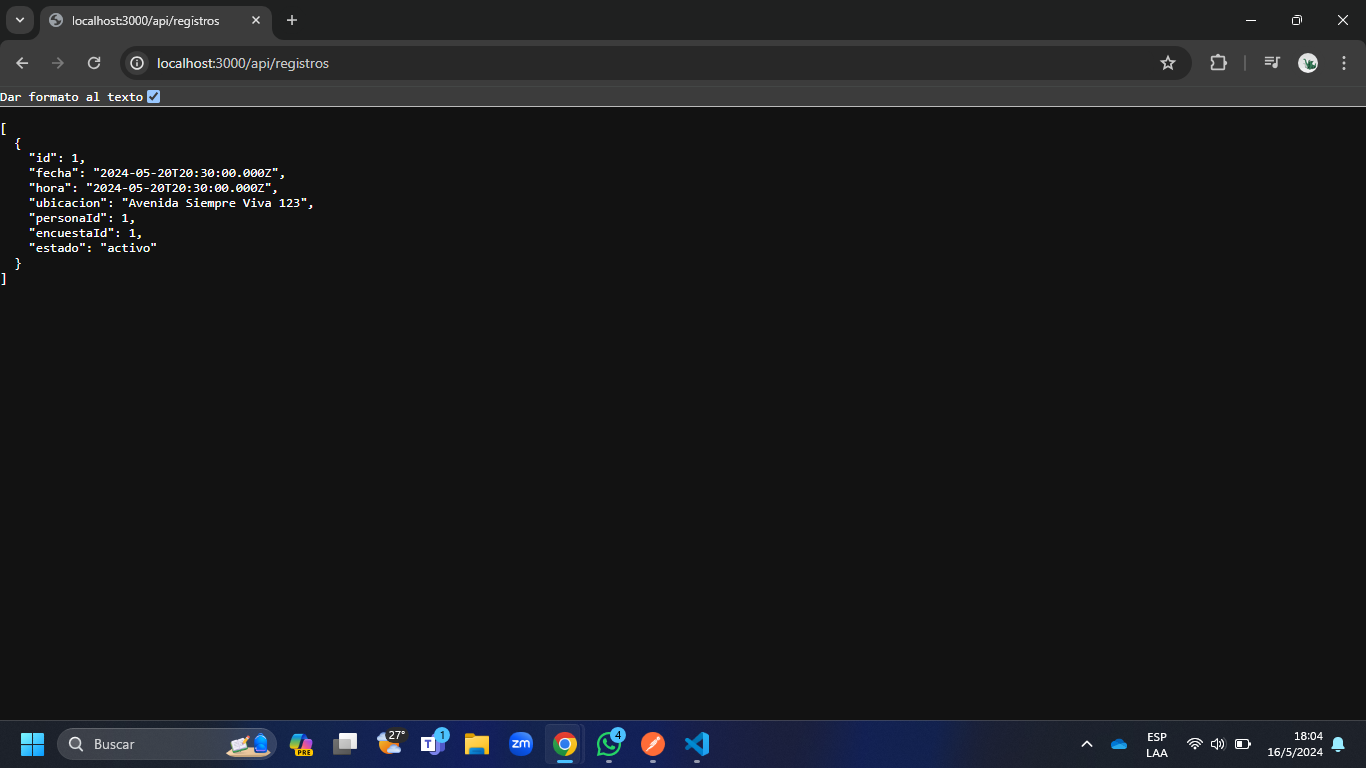 localhost:3000/api/registros
localhost:3000/api/registros
Dar formato al texto
[
  {
    "id": 1,
    "fecha": "2024-05-20T20:30:00.000Z",
    "hora": "2024-05-20T20:30:00.000Z",
    "ubicacion": "Avenida Siempre Viva 123",
    "personaId": 1,
    "encuestaId": 1,
    "estado": "activo"
  }
]
Buscar
PRE
27°
T
1
zm
4
ESP
LAA
18:04
16/5/2024